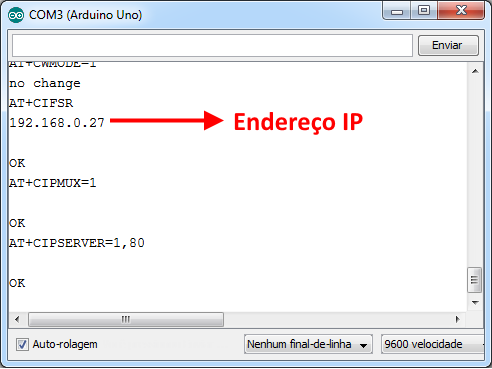 COM3 (Arduino Uno)
Enviar
AT+CWMODE=1
no change
AT+CIFSR
192.168.0.27
Endereço IP
OK
AT+CIPMUX=1
OK
AT+CIPSERVER=1,80
OK
Auto-rolagem
Nenhum final-de-linha
9600 velocidade